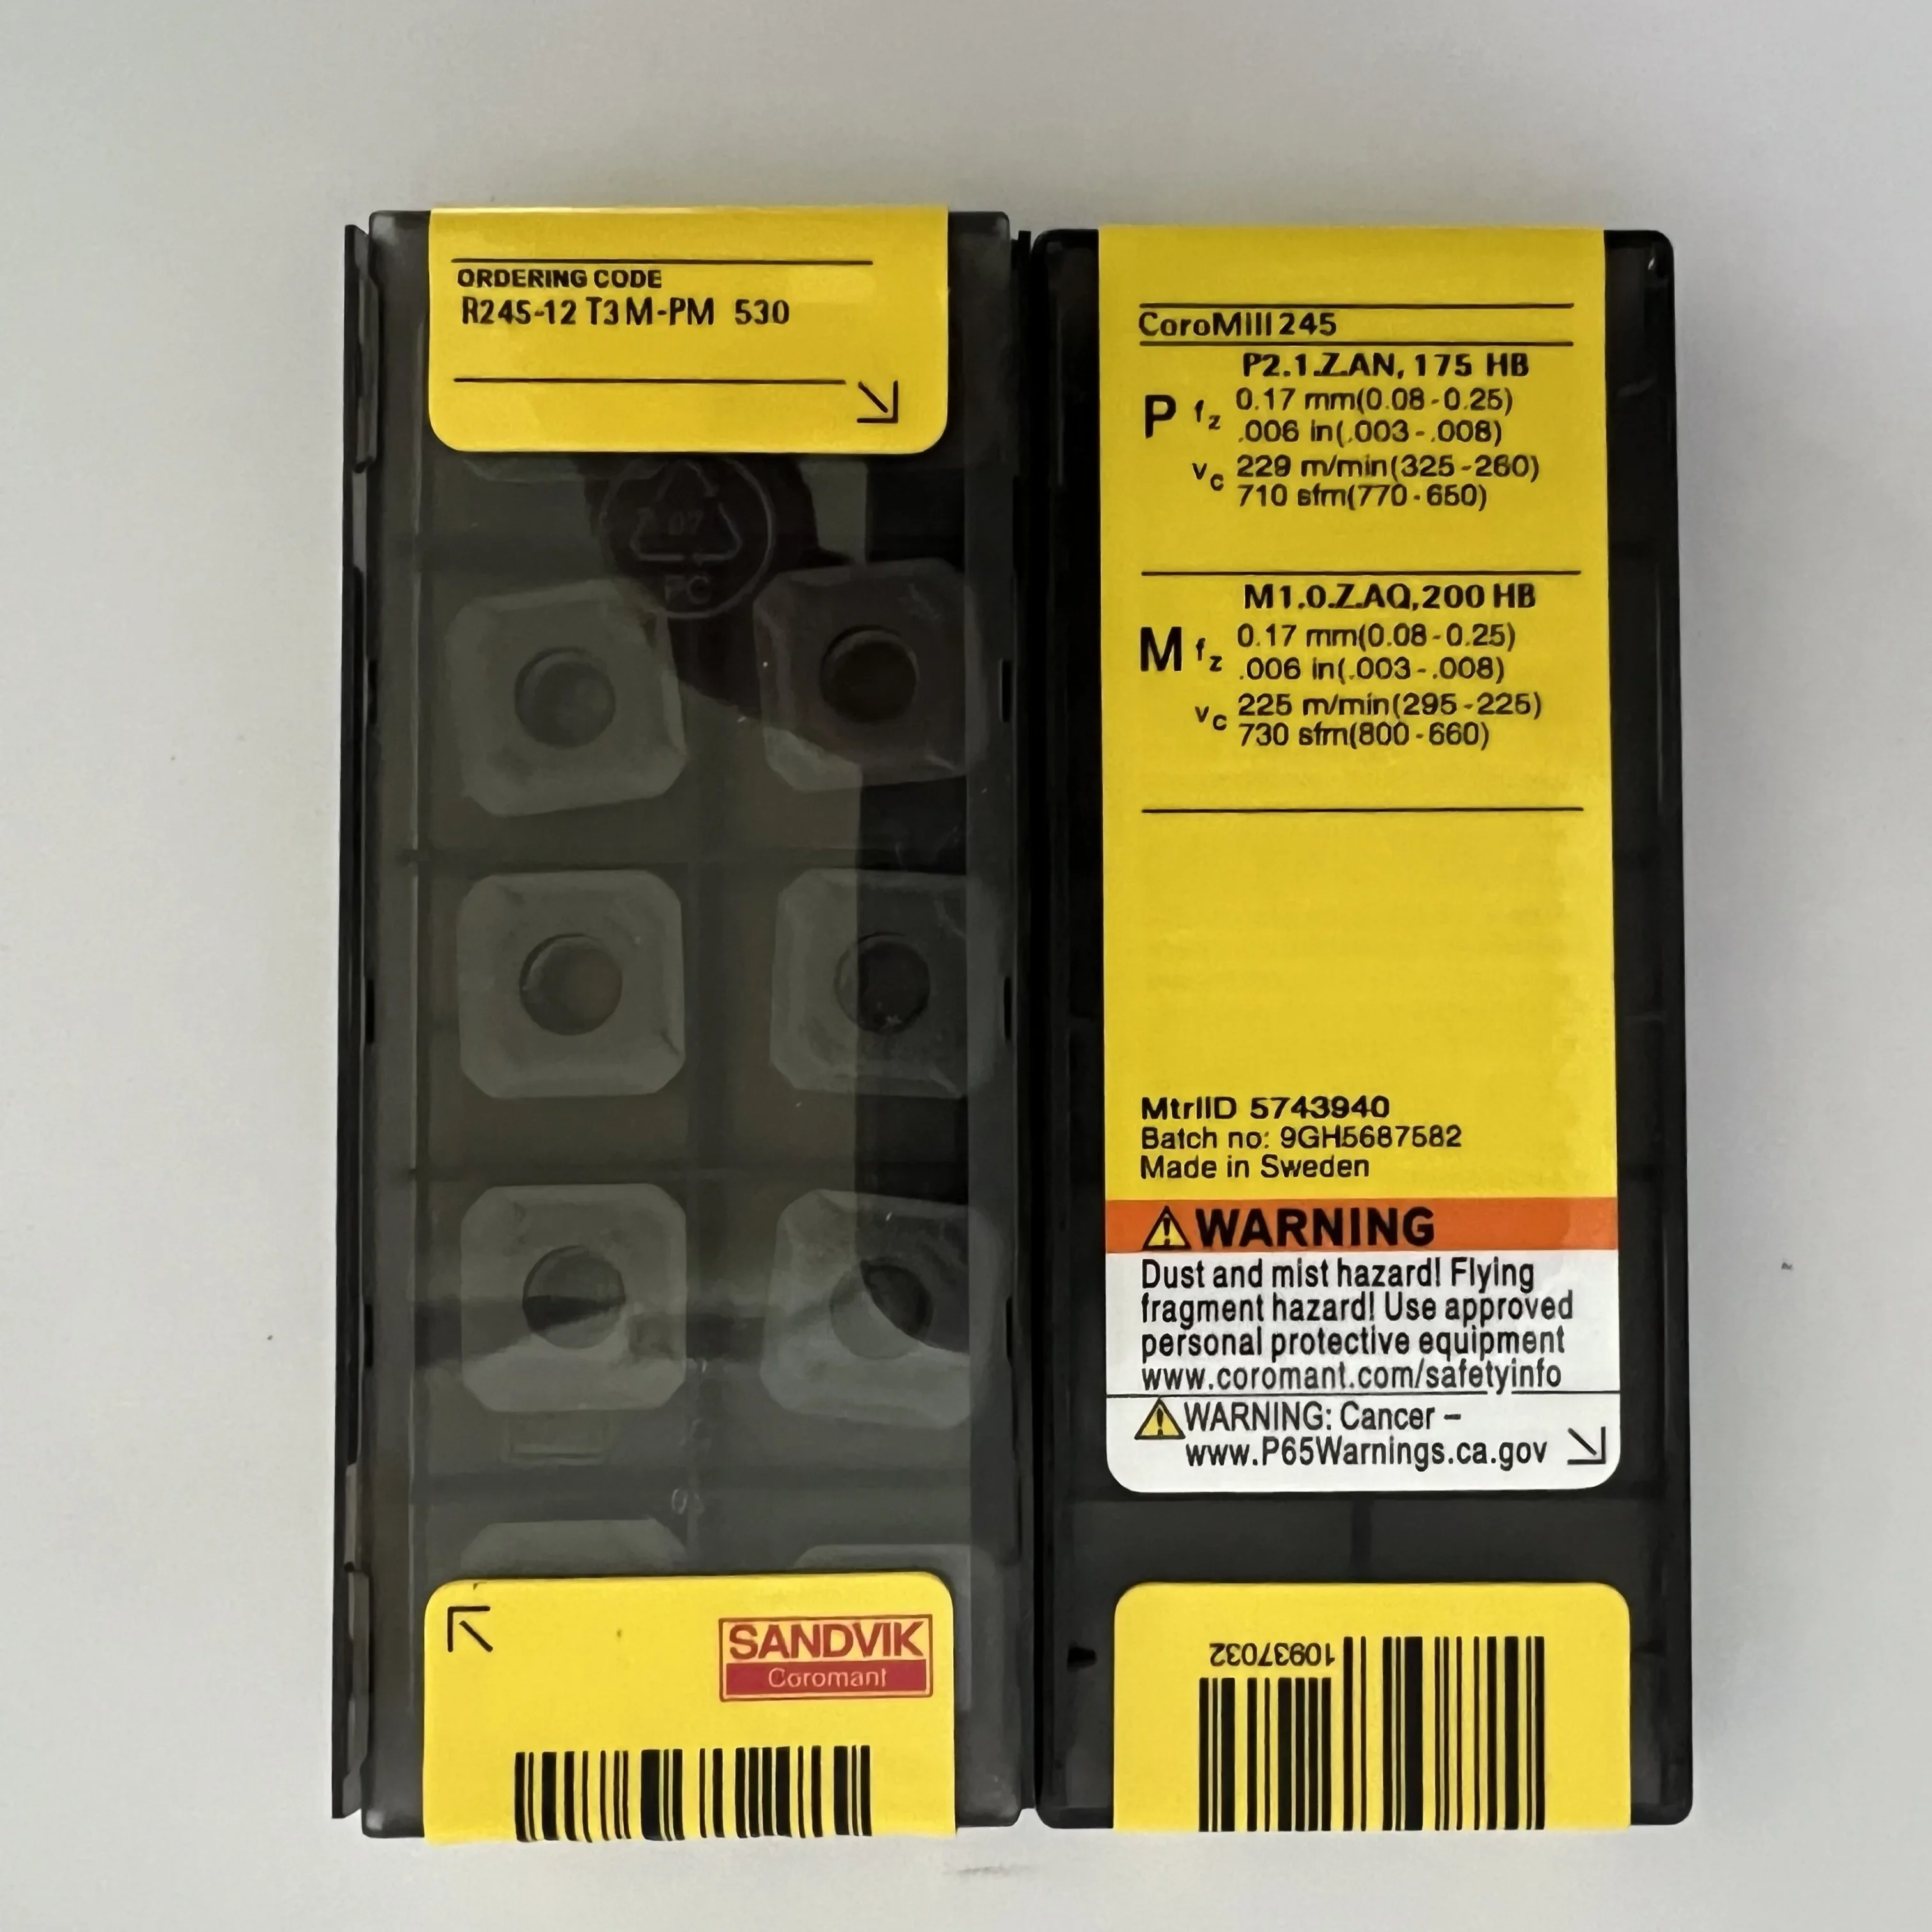 ORDERING CODE
R245-12 T3 M-PM 530
07
PC
SANDVIK
Coromant
CoroMill 245
P2.1.Z.AN, 175 HB
P fz 0.17 mm(0.08-0.25)
.006 in(.003-.008)
vc 229 m/min(325-260)
710 sfm(770-650)
M1.0.Z.AQ,200 HB
M fz 0.17 mm(0.08-0.25)
.006 in(.003-.008)
vc 225 m/min(295-225)
730 sfm(800-660)
MtrlID 5743940
Batch no: 9GH5687582
Made in Sweden
WARNING
Dust and mist hazard! Flying
fragment hazard! Use approved
personal protective equipment
www.coromant.com/safetyinfo
WARNING: Cancer –
www.P65Warnings.ca.gov
10937032